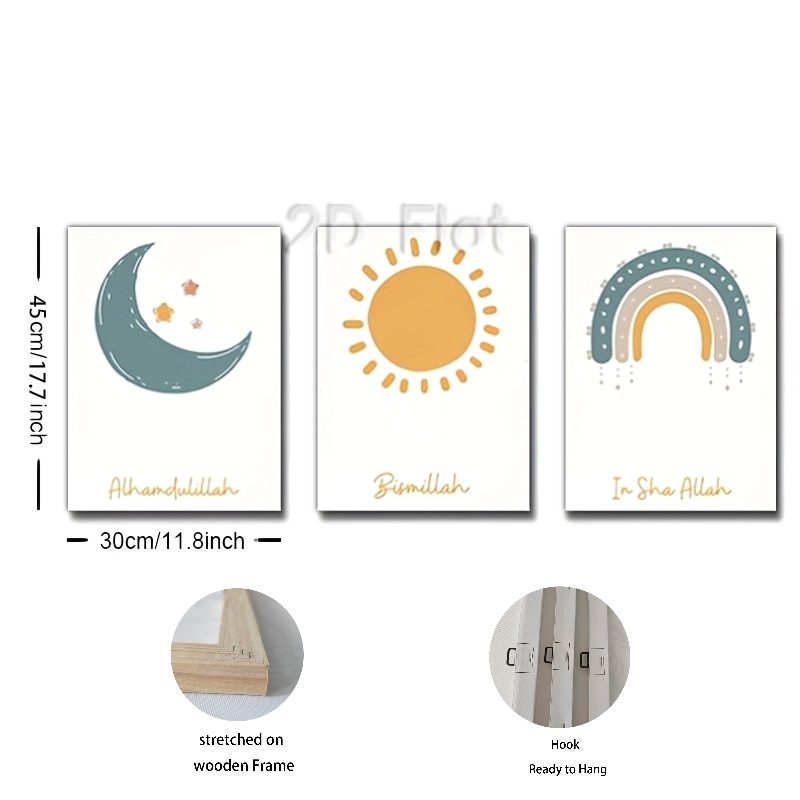 2D Flat
45cm/17.7inch
Alhamdulillah
Bismillah
In Sha Allah
30cm/11.8inch
stretched on
wooden Frame
Hook
Ready to Hang